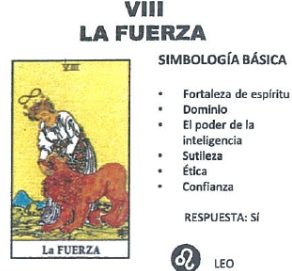 VIII
LA FUERZA
SIMBOLOGÍA BÁSICA
VIII
• Fortaleza de espíritu
• Dominio
• El poder de la
inteligencia
• Sutileza
• Ética
• Confianza
RESPUESTA: SÍ
La FUERZA
LEO